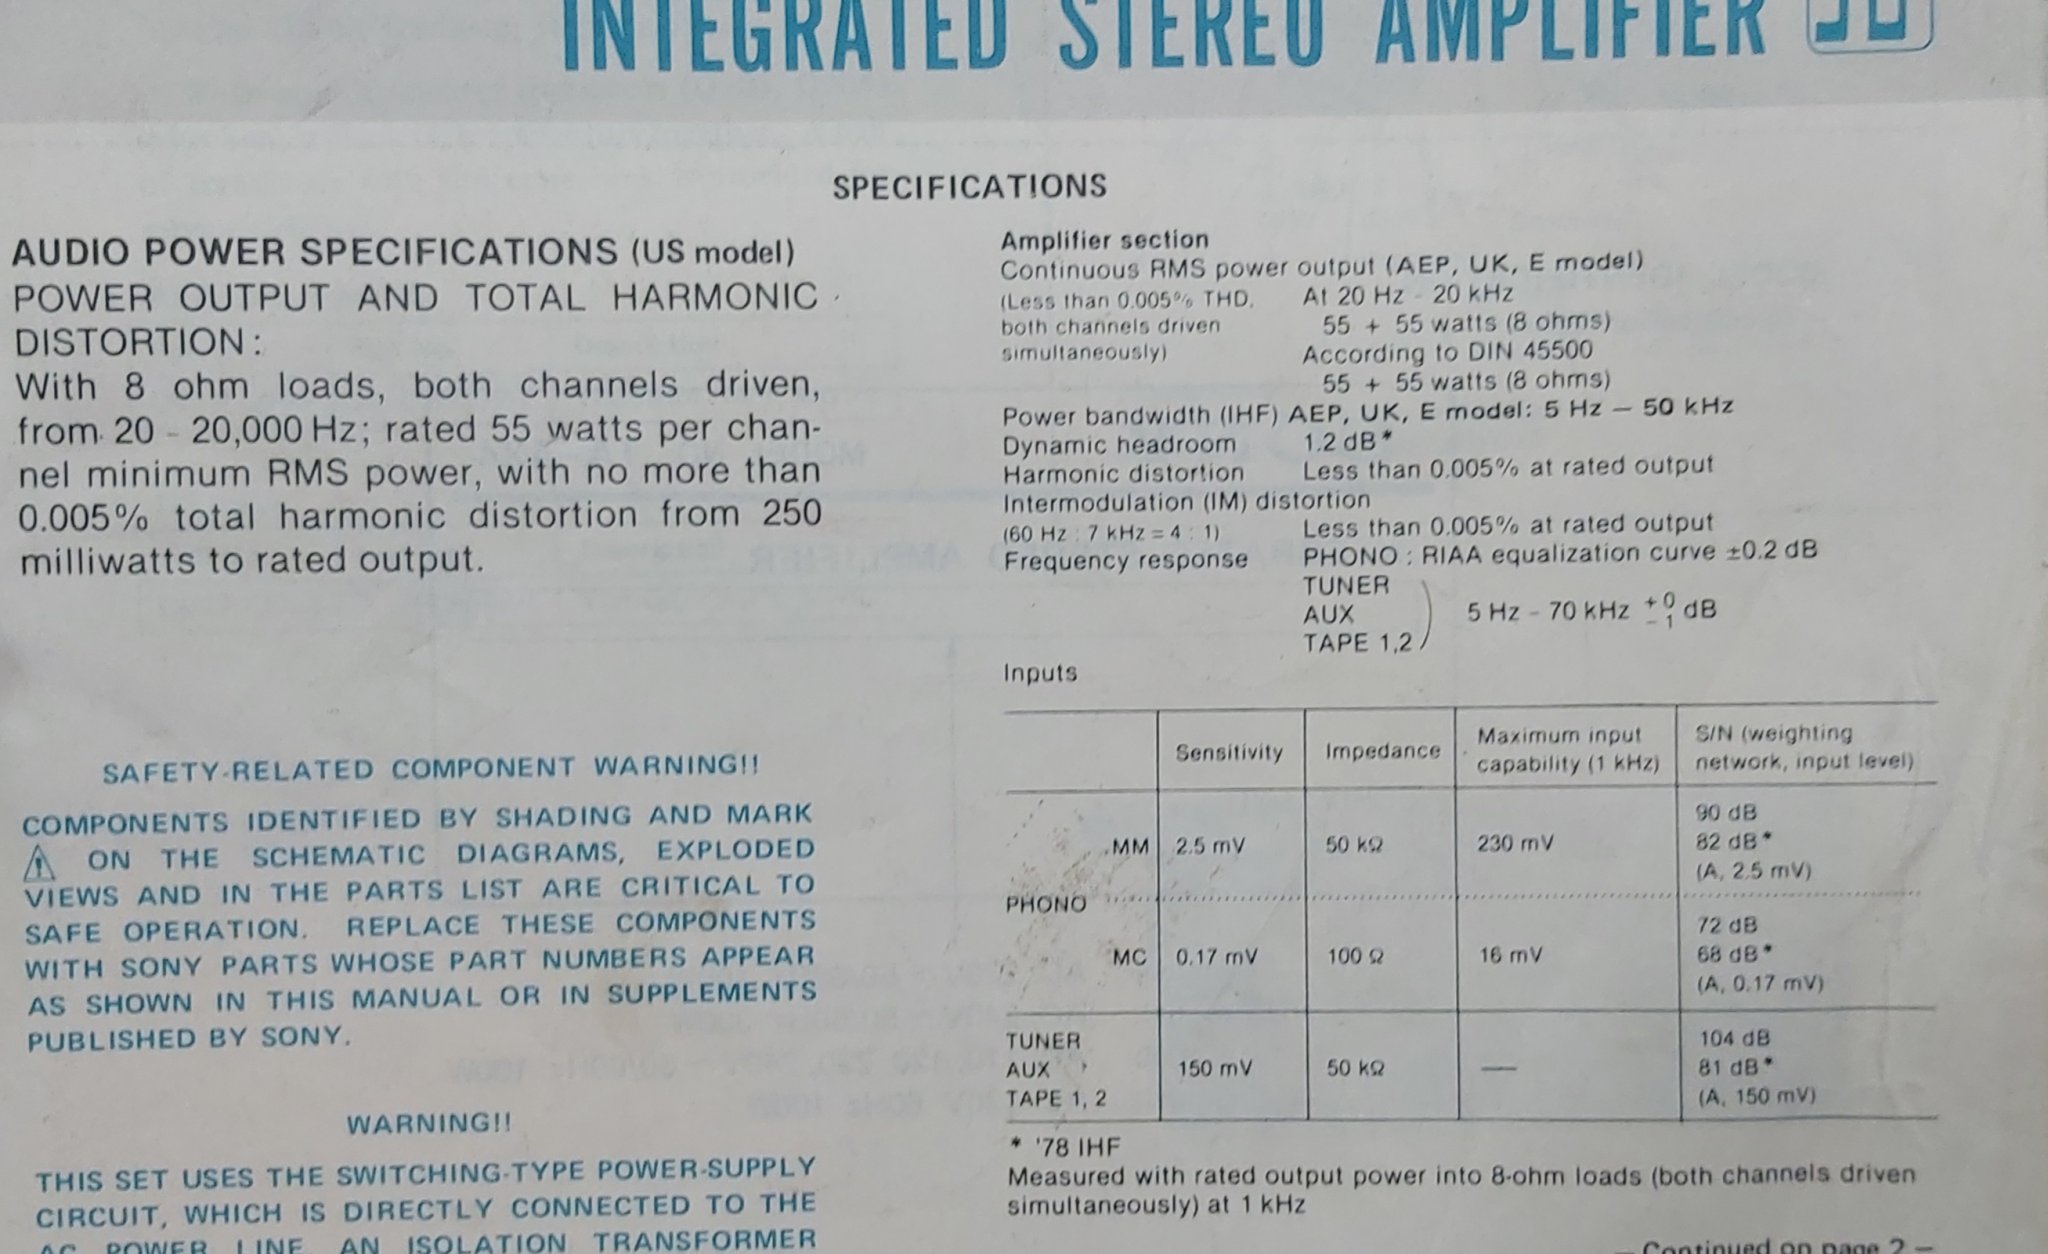 INTEGRATED STEREO AMPLIFIER
SPECIFICATIONS
AUDIO POWER SPECIFICATIONS (US model)
POWER OUTPUT AND TOTAL HARMONIC
DISTORTION:
With 8 ohm loads, both channels driven,
from 20 - 20,000 Hz; rated 55 watts per chan-
nel minimum RMS power, with no more than
0.005% total harmonic distortion from 250
milliwatts to rated output.
SAFETY-RELATED COMPONENT WARNING!!
COMPONENTS IDENTIFIED BY SHADING AND MARK
⚠ ON THE SCHEMATIC DIAGRAMS, EXPLODED
VIEWS AND IN THE PARTS LIST ARE CRITICAL TO
SAFE OPERATION. REPLACE THESE COMPONENTS
WITH SONY PARTS WHOSE PART NUMBERS APPEAR
AS SHOWN IN THIS MANUAL OR IN SUPPLEMENTS
PUBLISHED BY SONY.
WARNING!!
THIS SET USES THE SWITCHING-TYPE POWER-SUPPLY
CIRCUIT, WHICH IS DIRECTLY CONNECTED TO THE
AC POWER LINE. AN ISOLATION TRANSFORMER
Amplifier section
Continuous RMS power output (AEP, UK, E model)
(Less than 0.005% THD, At 20 Hz - 20 kHz
both channels driven 55 + 55 watts (8 ohms)
simultaneously) According to DIN 45500
55 + 55 watts (8 ohms)
Power bandwidth (IHF) AEP, UK, E model: 5 Hz – 50 kHz
Dynamic headroom 1.2 dB*
Harmonic distortion Less than 0.005% at rated output
Intermodulation (IM) distortion
(60 Hz : 7 kHz = 4 : 1) Less than 0.005% at rated output
Frequency response PHONO : RIAA equalization curve ±0.2 dB
TUNER
AUX 5 Hz - 70 kHz +0 -1 dB
TAPE 1,2
Inputs
Sensitivity Impedance Maximum input capability (1 kHz) S/N (weighting network, input level)
PHONO MM 2.5 mV 50 kΩ 230 mV 90 dB
82 dB*
(A, 2.5 mV)
MC 0.17 mV 100 Ω 16 mV 72 dB
68 dB*
(A, 0.17 mV)
TUNER 104 dB
AUX 150 mV 50 kΩ — 81 dB*
TAPE 1, 2 (A, 150 mV)
* '78 IHF
Measured with rated output power into 8-ohm loads (both channels driven
simultaneously) at 1 kHz
– Continued on page 2 –